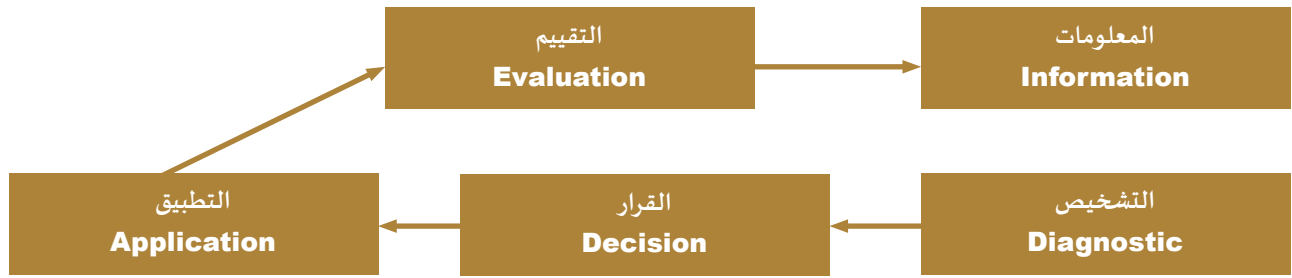 التقييم
Evaluation
المعلومات
Information
التطبيق
Application
القرار
Decision
التشخيص
Diagnostic